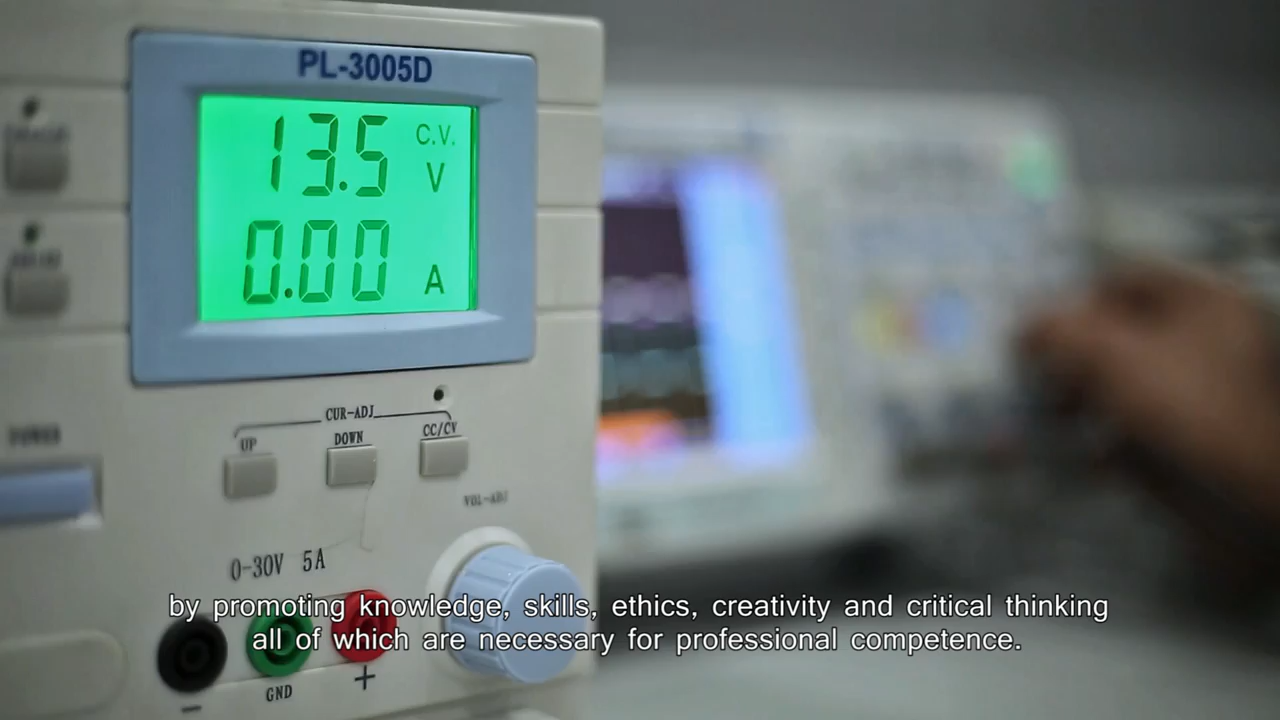 PL-3005D
13.5 C.V. V
0.00 A
CUR-ADJ
UP DOWN CC/CV
VOL-ADJ
0-30V 5A
by promoting knowledge, skills, ethics, creativity and critical thinking
all of which are necessary for professional competence.
- GND +